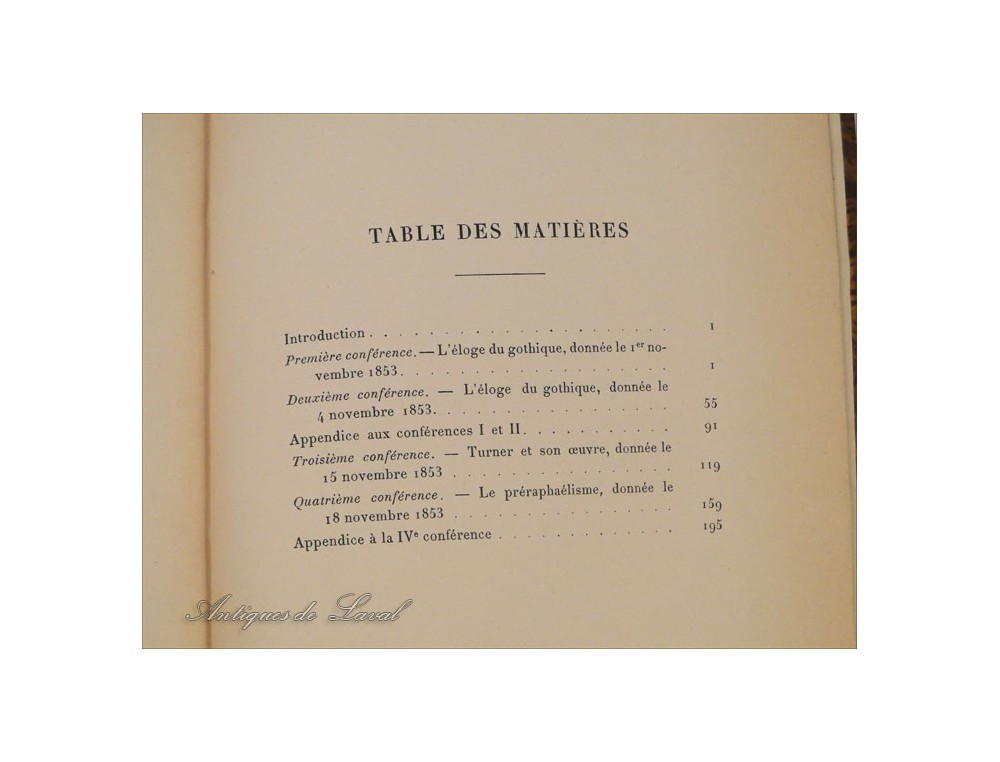 TABLE DES MATIÈRES
Introduction . . . . . . . . . . . . . . . . . 1
Première conférence. — L'éloge du gothique, donnée le 1er no-
vembre 1853. . . . . . . . . . . . . . . . 1
Deuxième conférence. — L'éloge du gothique, donnée le
4 novembre 1853. . . . . . . . . . . . . . 55
Appendice aux conférences I et II. . . . . . . . . 91
Troisième conférence. — Turner et son œuvre, donnée le
15 novembre 1853 . . . . . . . . . . . . . 119
Quatrième conférence. — Le préraphaélisme, donnée le
18 novembre 1853 . . . . . . . . . . . . . 159
Appendice à la IVe conférence . . . . . . . . . . 195
Antiques de Laval